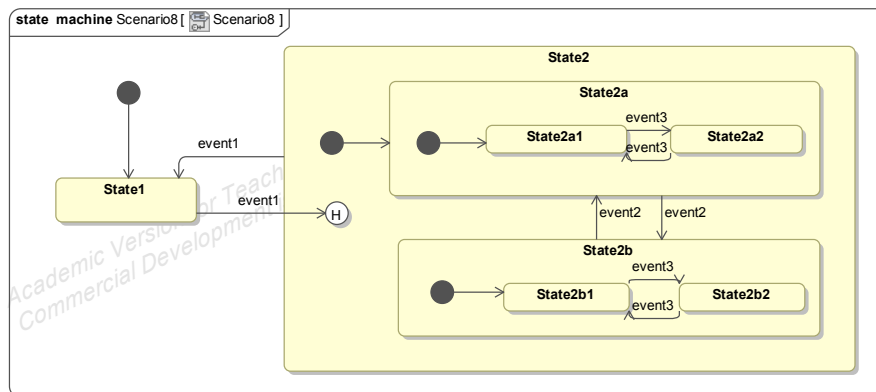 state machine Scenario8 [ Scenario8 ]
State2
State2a
event3
State2a1
State2a2
event3
event1
State1
event1
H
event2
event2
State2b
event3
State2b1
State2b2
event3
Academic Version for Teach
Commercial Development i